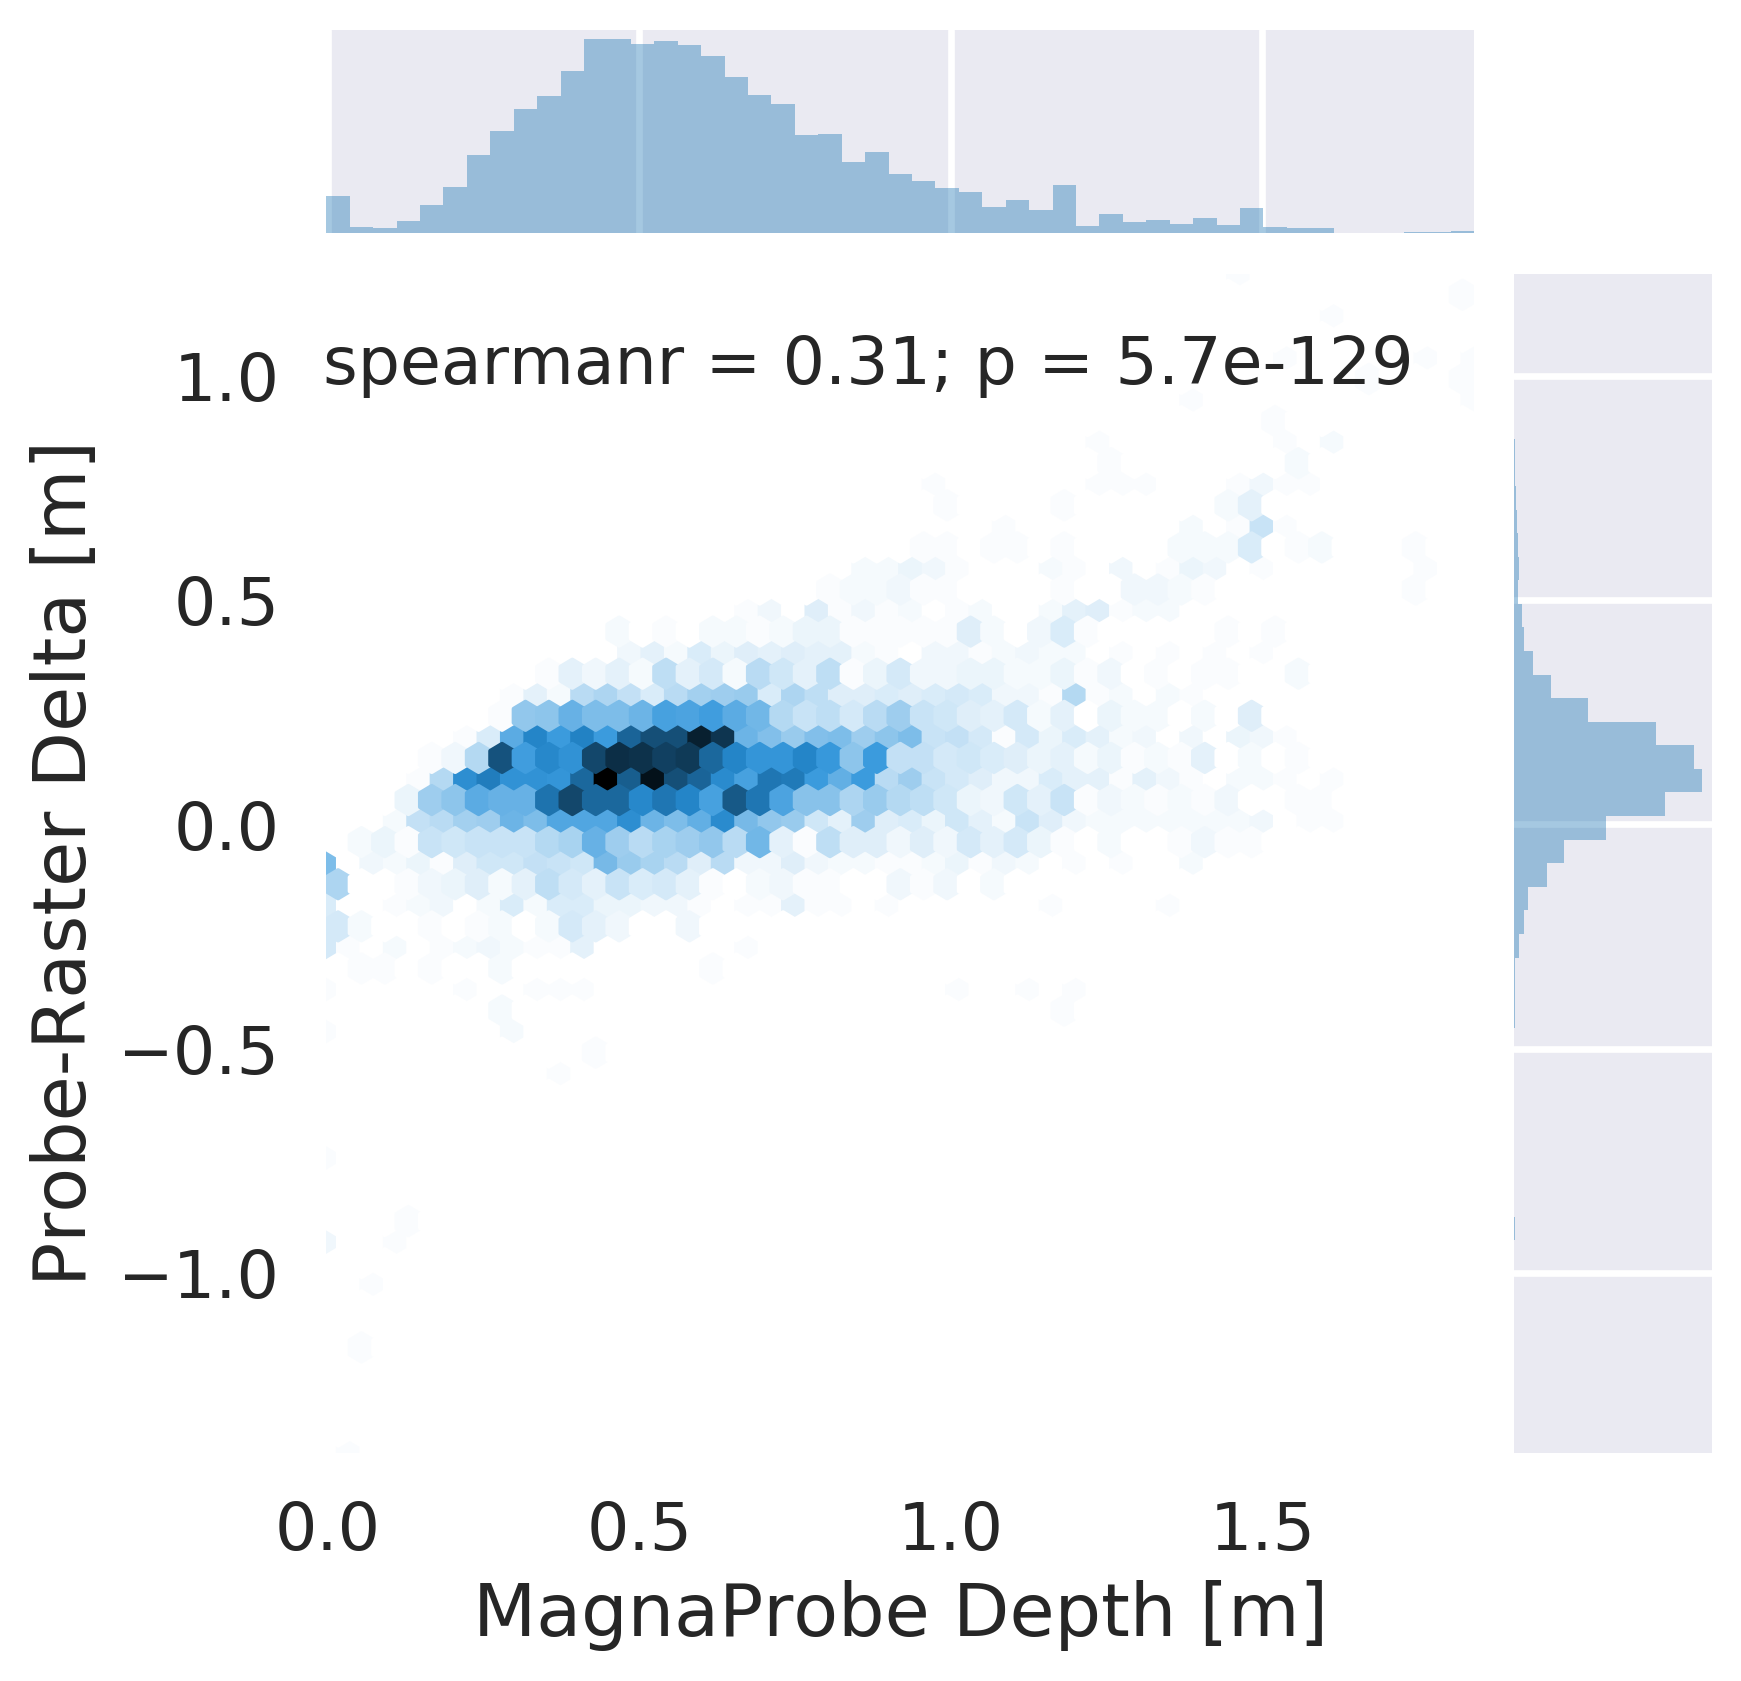 spearmanr = 0.31; p = 5.7e-129
1.0
0.5
0.0
−0.5
−1.0
Probe-Raster Delta [m]
0.0 0.5 1.0 1.5
MagnaProbe Depth [m]